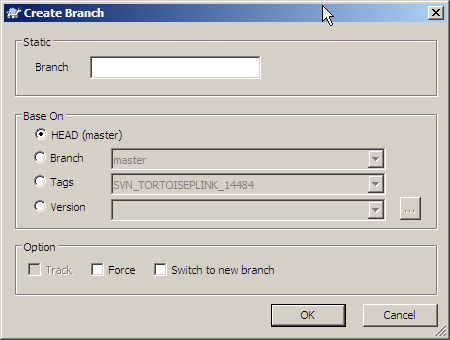 Create Branch
Static
Branch
Base On
HEAD (master)
Branch master
Tags SVN_TORTOISEPLINK_14484
Version ...
Option
Track Force Switch to new branch
OK Cancel